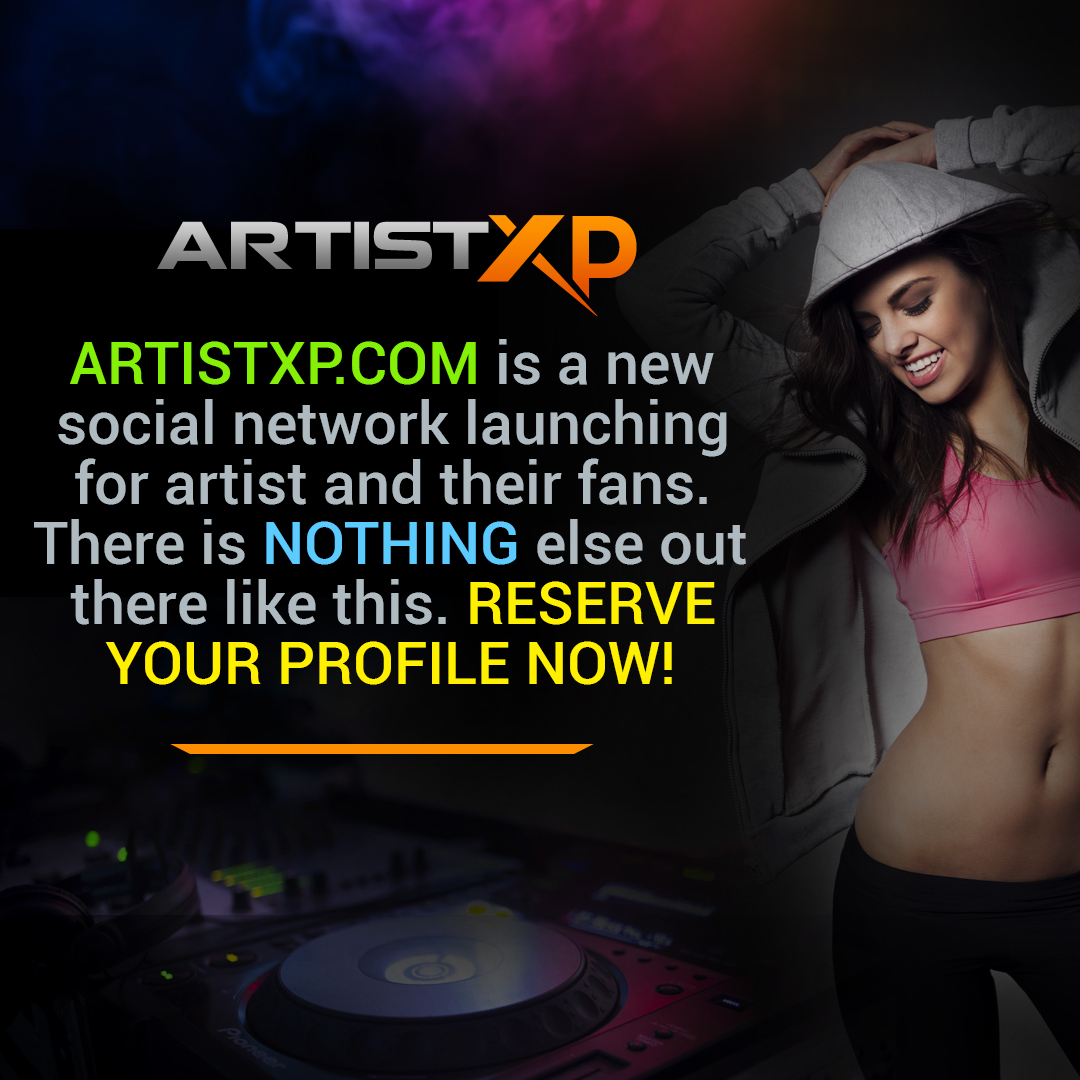 ARTISTXP
ARTISTXP.COM is a new
social network launching
for artist and their fans.
There is NOTHING else out
there like this. RESERVE
YOUR PROFILE NOW!
Pioneer